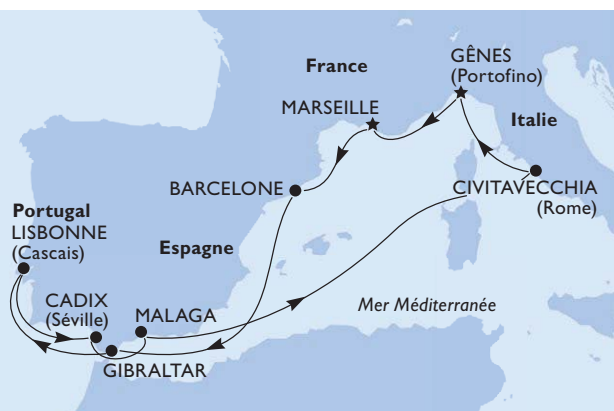 France
GÊNES
(Portofino)
MARSEILLE
Italie
BARCELONE
CIVITAVECCHIA
(Rome)
Portugal
LISBONNE
(Cascais)
Espagne
CADIX
(Séville)
MALAGA
Mer Méditerranée
GIBRALTAR